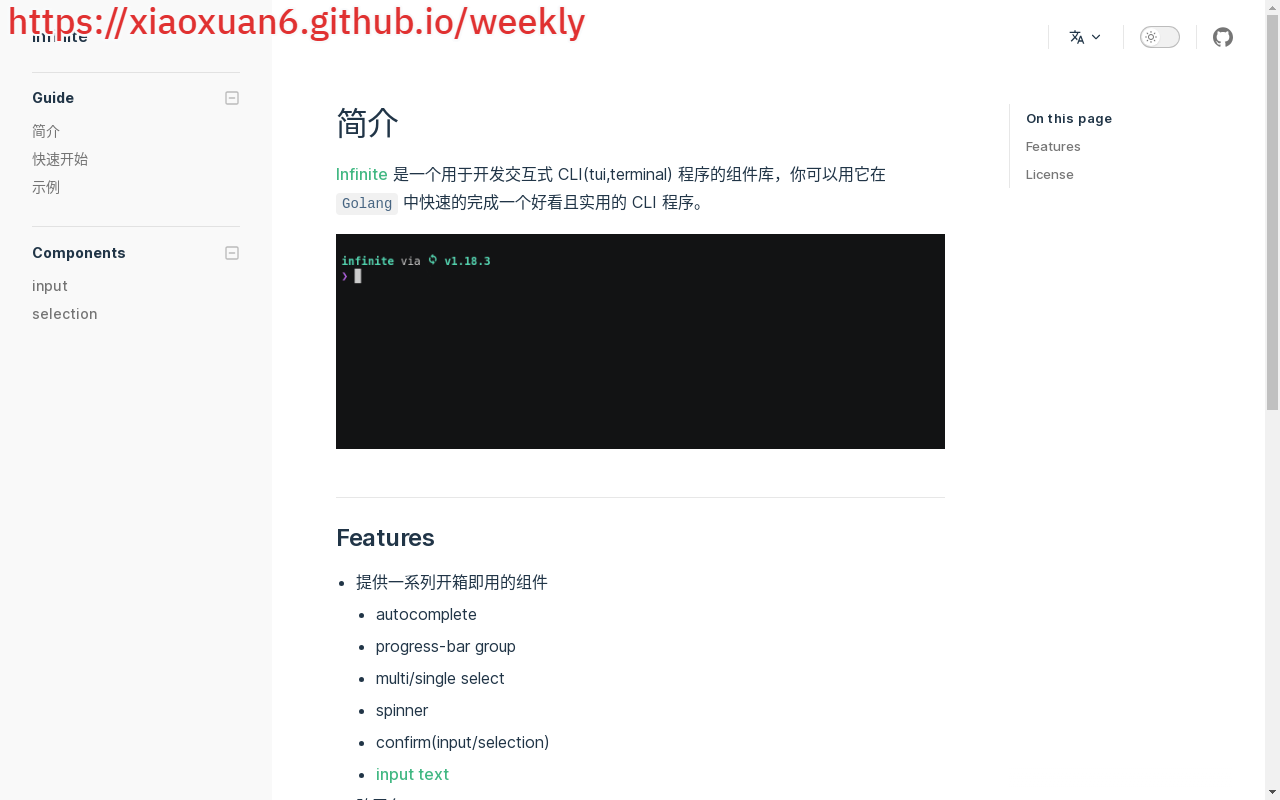 https://xiaoxuan6.github.io/weekly
Infinite
Guide
简介
快速开始
示例
Components
input
selection
简介
Infinite 是一个用于开发交互式 CLI(tui,terminal) 程序的组件库，你可以用它在
Golang 中快速的完成一个好看且实用的 CLI 程序。
infinite via v1.18.3
❯
Features
提供一系列开箱即用的组件
autocomplete
progress-bar group
multi/single select
spinner
confirm(input/selection)
input text
On this page
Features
License